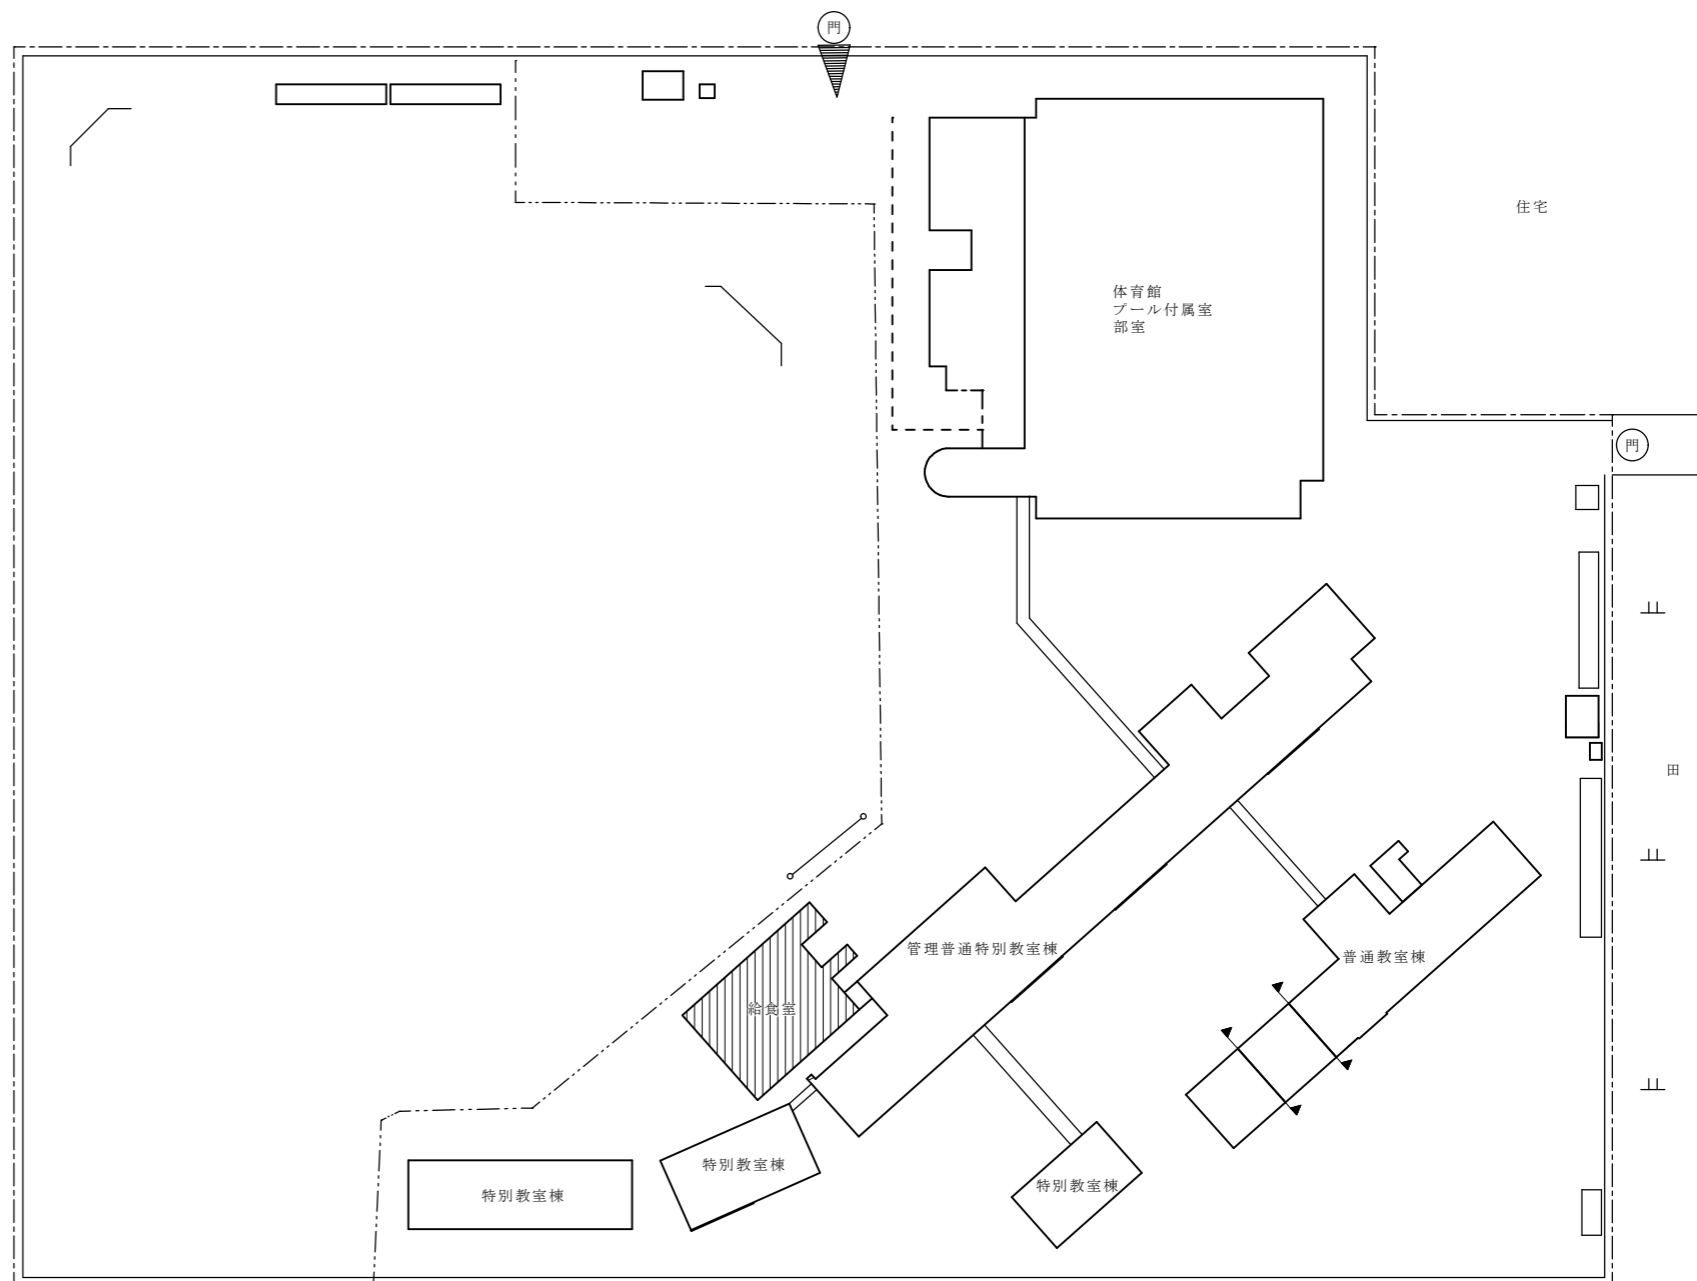 門
住宅
体育館
プール付属室
部室
門
田
管理普通特別教室棟
普通教室棟
給食室
特別教室棟
特別教室棟
特別教室棟